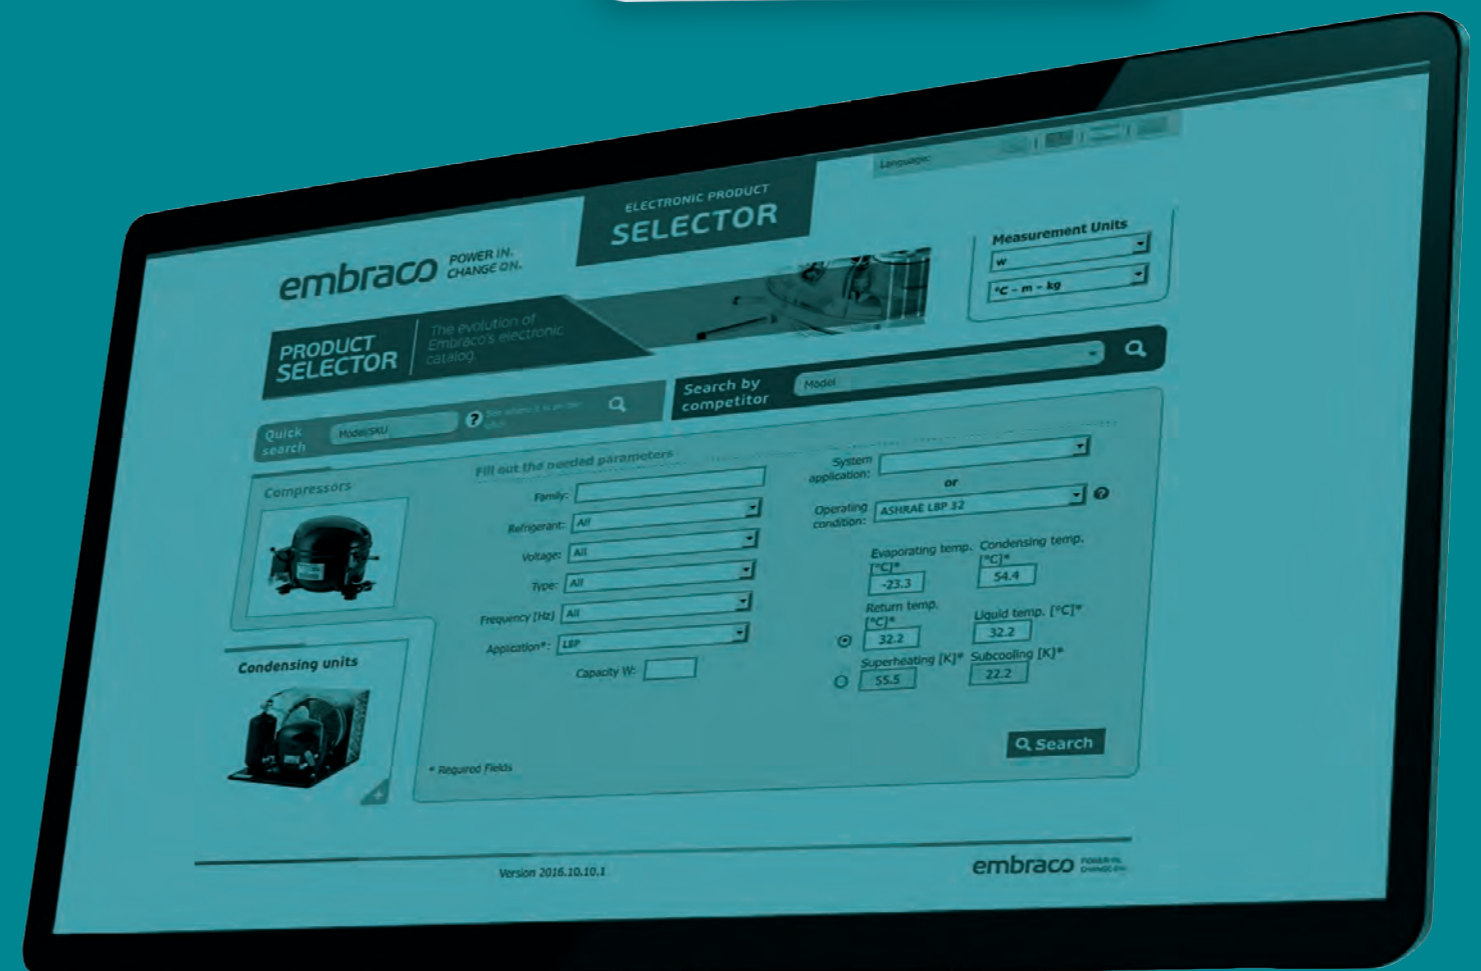 Language:
ELECTRONIC PRODUCT
SELECTOR
embraco POWER IN.
CHANGE ON.
Measurement Units
w
°C - m - kg
PRODUCT
SELECTOR
The evolution of
Embraco's electronic
catalog.
Quick
search
Model/SKU
?
Search by
competitor
Model
Compressors
Fill out the needed parameters
Family:
Refrigerant: All
Voltage: All
Type: All
Frequency (Hz) All
Application*: LBP
Capacity W:
System
application:
or
Operating
condition: ASHRAE LBP 32 ?
Evaporating temp. [°C]* Condensing temp. [°C]*
-23.3 54.4
Return temp. [°C]* Liquid temp. [°C]*
32.2 32.2
Superheating [K]* Subcooling [K]*
55.5 22.2
Search
Condensing units
+
* Required Fields
Version 2016.10.10.1
embraco POWER IN.
CHANGE ON.